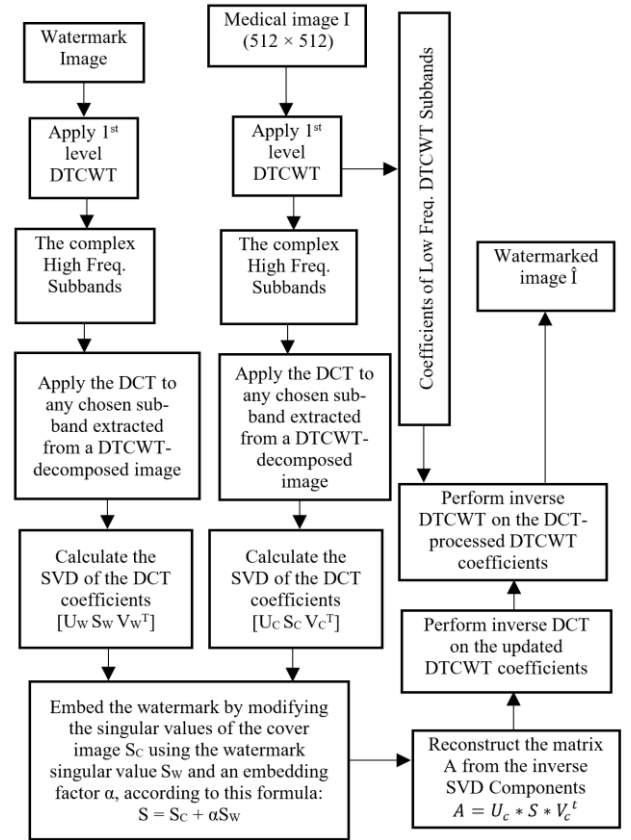 Watermark
Image
Apply 1st
level
DTCWT
The complex
High Freq.
Subbands
Apply the DCT to
any chosen sub-
band extracted
from a DTCWT-
decomposed image
Calculate the
SVD of the DCT
coefficients
[Uw Sw VwT]
Medical image I
(512 × 512)
Apply 1st
level
DTCWT
The complex
High Freq.
Subbands
Apply the DCT to
any chosen sub-
band extracted
from a DTCWT-
decomposed
image
Calculate the
SVD of the DCT
coefficients
[UC SC VCT]
Embed the watermark by modifying
the singular values of the cover
image SC using the watermark
singular value SW and an embedding
factor α, according to this formula:
S = SC + αSW
Coefficients of Low Freq. DTCWT Subbands
Watermarked
image Î
Perform inverse
DTCWT on the DCT-
processed DTCWT
coefficients
Perform inverse DCT
on the updated
DTCWT coefficients
Reconstruct the matrix
A from the inverse
SVD Components
A = Uc * S * Vc t